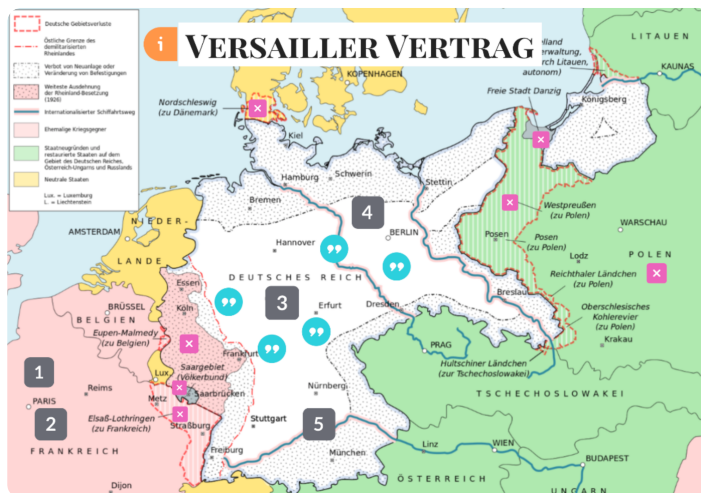 Deutsche Gebietsverluste
Östliche Grenze des
demilitarisierten
Rheinlandes
Verbot von Neuanlage oder
Veränderung von Befestigungen
Weiteste Ausdehnung
der Rheinland-Besetzung
(1926)
Internationalisierter Schiffahrtsweg
Ehemalige Kriegsgegner
Staatsneugründen und
restaurierte Staaten auf dem
Gebiet des Deutschen Reiches,
Österreich-Ungarns und Russlands
Neutrale Staaten
Lux. = Luxemburg
L. = Liechtenstein
i
VERSAILLER VERTRAG
LITAUEN
KAUNAS
autonom)
KOPENHAGEN
Freie Stadt Danzig
Königsberg
Nordschleswig
(zu Dänemark)
Kiel
Hamburg
Schwerin
Stettin
Bremen
4
Westpreußen
(zu Polen)
NIEDER-
LANDE
AMSTERDAM
BERLIN
WARSCHAU
Hannover
Posen
Posen
(zu Polen)
Lodz
POLEN
DEUTSCHES REICH
Reichthaler Ländchen
(zu Polen)
Essen
Köln
3
Erfurt
Dresden
Breslau
BRÜSSEL
BELGIEN
Eupen-Malmedy
(zu Belgien)
Oberschlesisches
Kohlerevier
(zu Polen)
Krakau
PRAG
Frankfurt
Saargebiet
(Völkerbund)
Hultschiner Ländchen
(zur Tschechoslowakei)
1
Lux.
Saarbrücken
Reims
Metz
Nürnberg
TSCHECHOSLOWAKEI
PARIS
2
Elsaß-Lothringen
(zu Frankreich)
Straßburg
Stuttgart
5
FRANKREICH
Freiburg
München
Linz
WIEN
BUDAPEST
Dijon
ÖSTERREICH
UNGARN